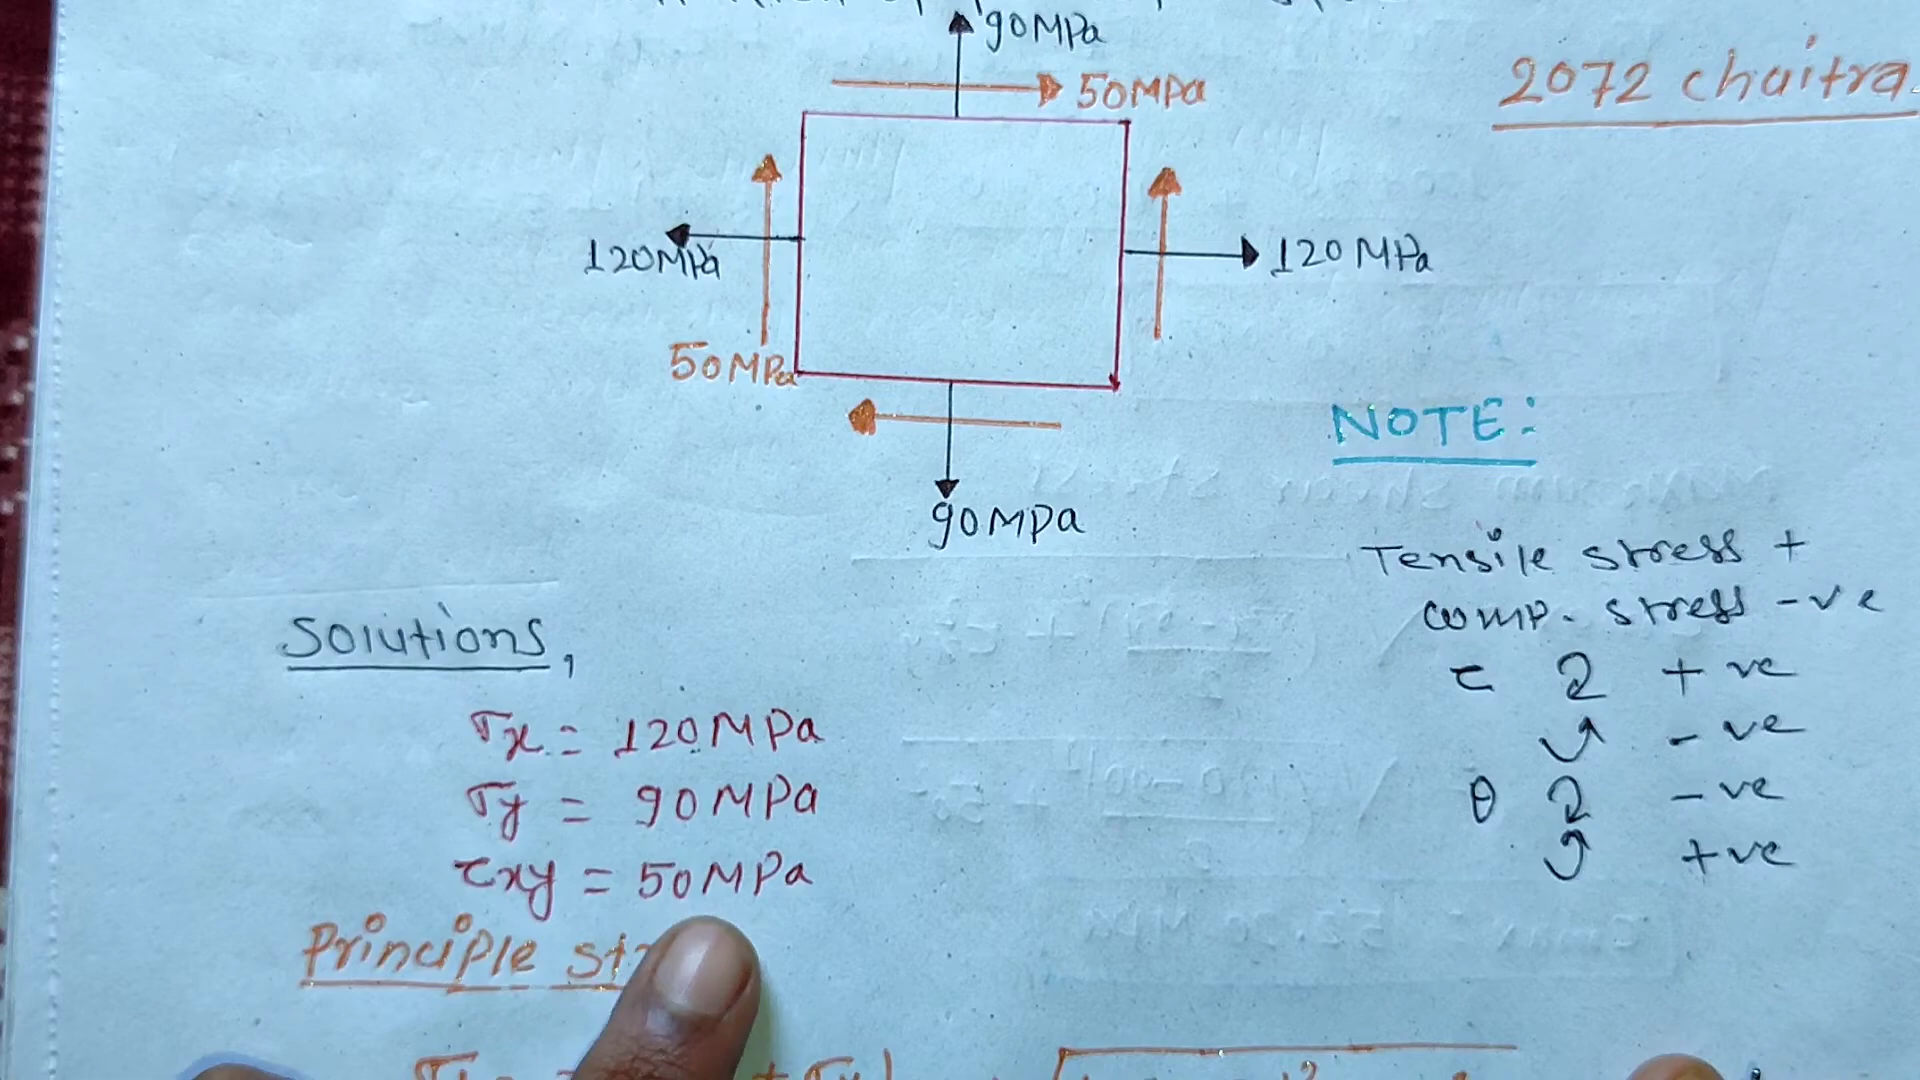 90MPa
50MPa
2072 chaitra
120MPa
120 MPa
50MPa
NOTE:
90MPa
Tensile stress +
comp. stress -ve
Solutions,
τ + ve
σx = 120MPa
- ve
σy = 90MPa
θ - ve
+ve
τxy = 50MPa
Principle